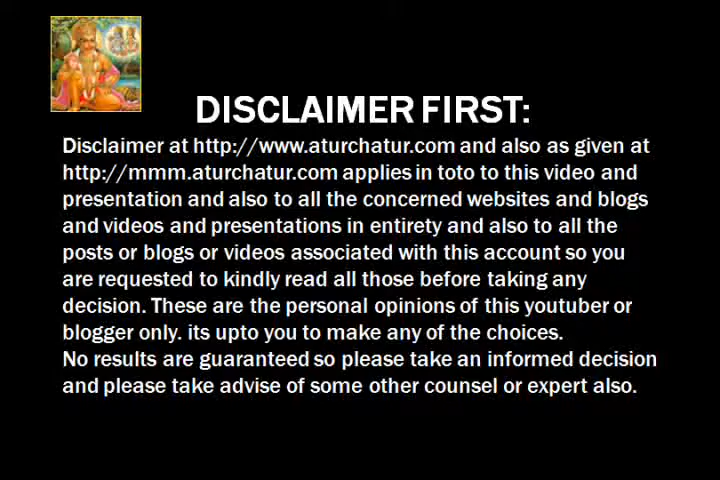 DISCLAIMER FIRST:
Disclaimer at http://www.aturchatur.com and also as given at
http://mmm.aturchatur.com applies in toto to this video and
presentation and also to all the concerned websites and blogs
and videos and presentations in entirety and also to all the
posts or blogs or videos associated with this account so you
are requested to kindly read all those before taking any
decision. These are the personal opinions of this youtuber or
blogger only. its upto you to make any of the choices.
No results are guaranteed so please take an informed decision
and please take advise of some other counsel or expert also.